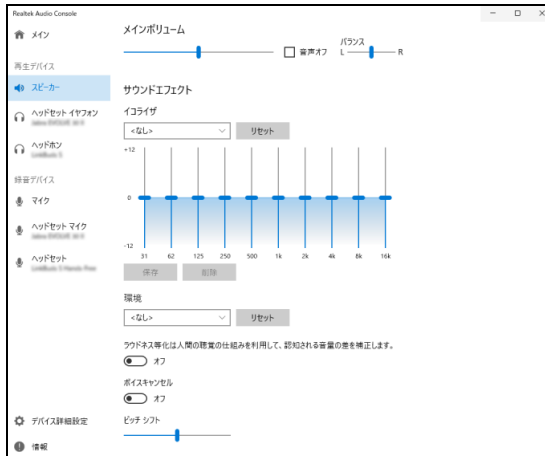 Realtek Audio Console
メイン
再生デバイス
スピーカー
ヘッドセット イヤフォン
ヘッドホン
録音デバイス
マイク
ヘッドセット マイク
ヘッドセット
デバイス詳細設定
情報
メインボリューム
音声オフ
バランス
L R
サウンドエフェクト
イコライザ
<なし> リセット
+12
0
-12
31 62 125 250 500 1k 2k 4k 8k 16k
保存 削除
環境
<なし> リセット
ラウドネス等化は人間の聴覚の仕組みを利用して、認知される音量の差を補正します。
オフ
ボイスキャンセル
オフ
ピッチ シフト